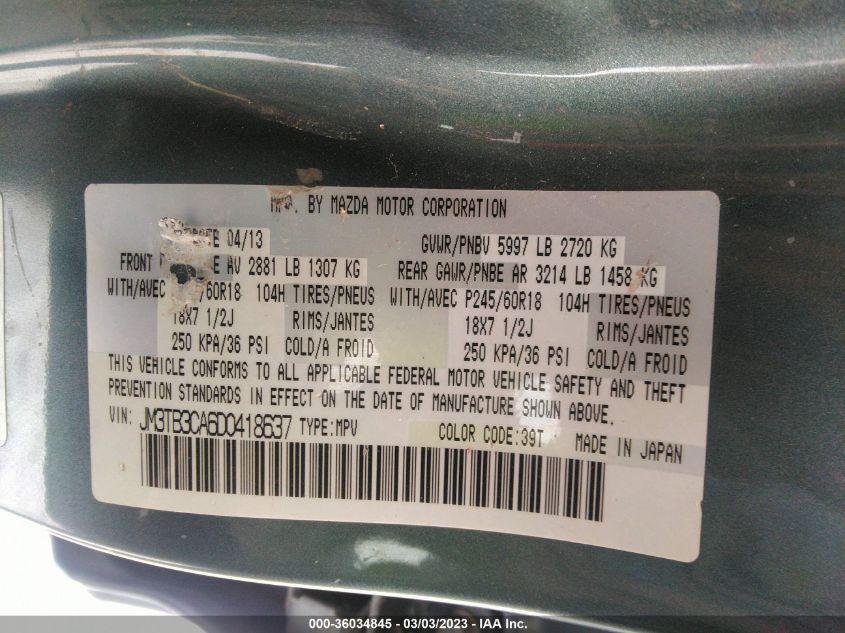 MFD. BY MAZDA MOTOR CORPORATION
04/13 GVWR/PNBV 5997 LB 2720 KG
FRONT E AV 2881 LB 1307 KG REAR GAWR/PNBE AR 3214 LB 1458 KG
WITH/AVEC /60R18 104H TIRES/PNEUS WITH/AVEC P245/60R18 104H TIRES/PNEUS
18X7 1/2J RIMS/JANTES 18X7 1/2J RIMS/JANTES
250 KPA/36 PSI COLD/A FROID 250 KPA/36 PSI COLD/A FROID
THIS VEHICLE CONFORMS TO ALL APPLICABLE FEDERAL MOTOR VEHICLE SAFETY AND THEFT
PREVENTION STANDARDS IN EFFECT ON THE DATE OF MANUFACTURE SHOWN ABOVE.
VIN: JM3TB3CA6D0418637 TYPE:MPV COLOR CODE:39T MADE IN JAPAN
000-36034845 - 03/03/2023 - IAA Inc.